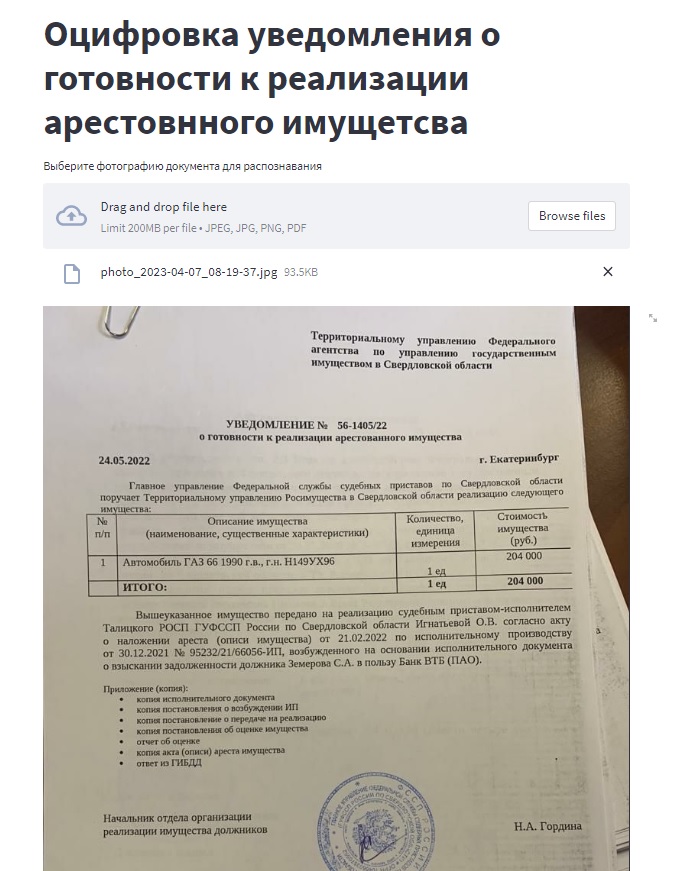 Оцифровка уведомления о
готовности к реализации
арестовнного имущетсва
Выберите фотографию документа для распознавания
Drag and drop file here
Limit 200MB per file • JPEG, JPG, PNG, PDF
Browse files
photo_2023-04-07_08-19-37.jpg 93.5KB
Территориальному управлению Федерального
агентства по управлению государственным
имуществом в Свердловской области
УВЕДОМЛЕНИЕ № 56-1405/22
о готовности к реализации арестованного имущества
24.05.2022 г. Екатеринбург
Главное управление Федеральной службы судебных приставов по Свердловской области
поручает Территориальному управлению Росимущества в Свердловской области реализацию следующего
имущества:
№ п/п
Описание имущества
(наименование, существенные характеристики)
Количество,
единица
измерения
Стоимость
имущества
(руб.)
1 Автомобиль ГАЗ 66 1990 г.в., г.н. Н149УХ96 1 ед 204 000
ИТОГО: 1 ед 204 000
Вышеуказанное имущество передано на реализацию судебным приставом-исполнителем
Талицкого РОСП ГУФССП России по Свердловской области Игнатьевой О.В. согласно акту
о наложении ареста (описи имущества) от 21.02.2022 по исполнительному производству
от 30.12.2021 № 95232/21/66056-ИП, возбужденного на основании исполнительного документа
о взыскании задолженности должника Земерова С.А. в пользу Банк ВТБ (ПАО).
Приложение (копия):
• копия исполнительного документа
• копия постановления о возбуждении ИП
• копия постановление о передаче на реализацию
• копия постановления об оценке имущества
• отчет об оценке
• копия акта (описи) ареста имущества
• ответ из ГИБДД
Начальник отдела организации
реализации имущества должников
Н.А. Гордина